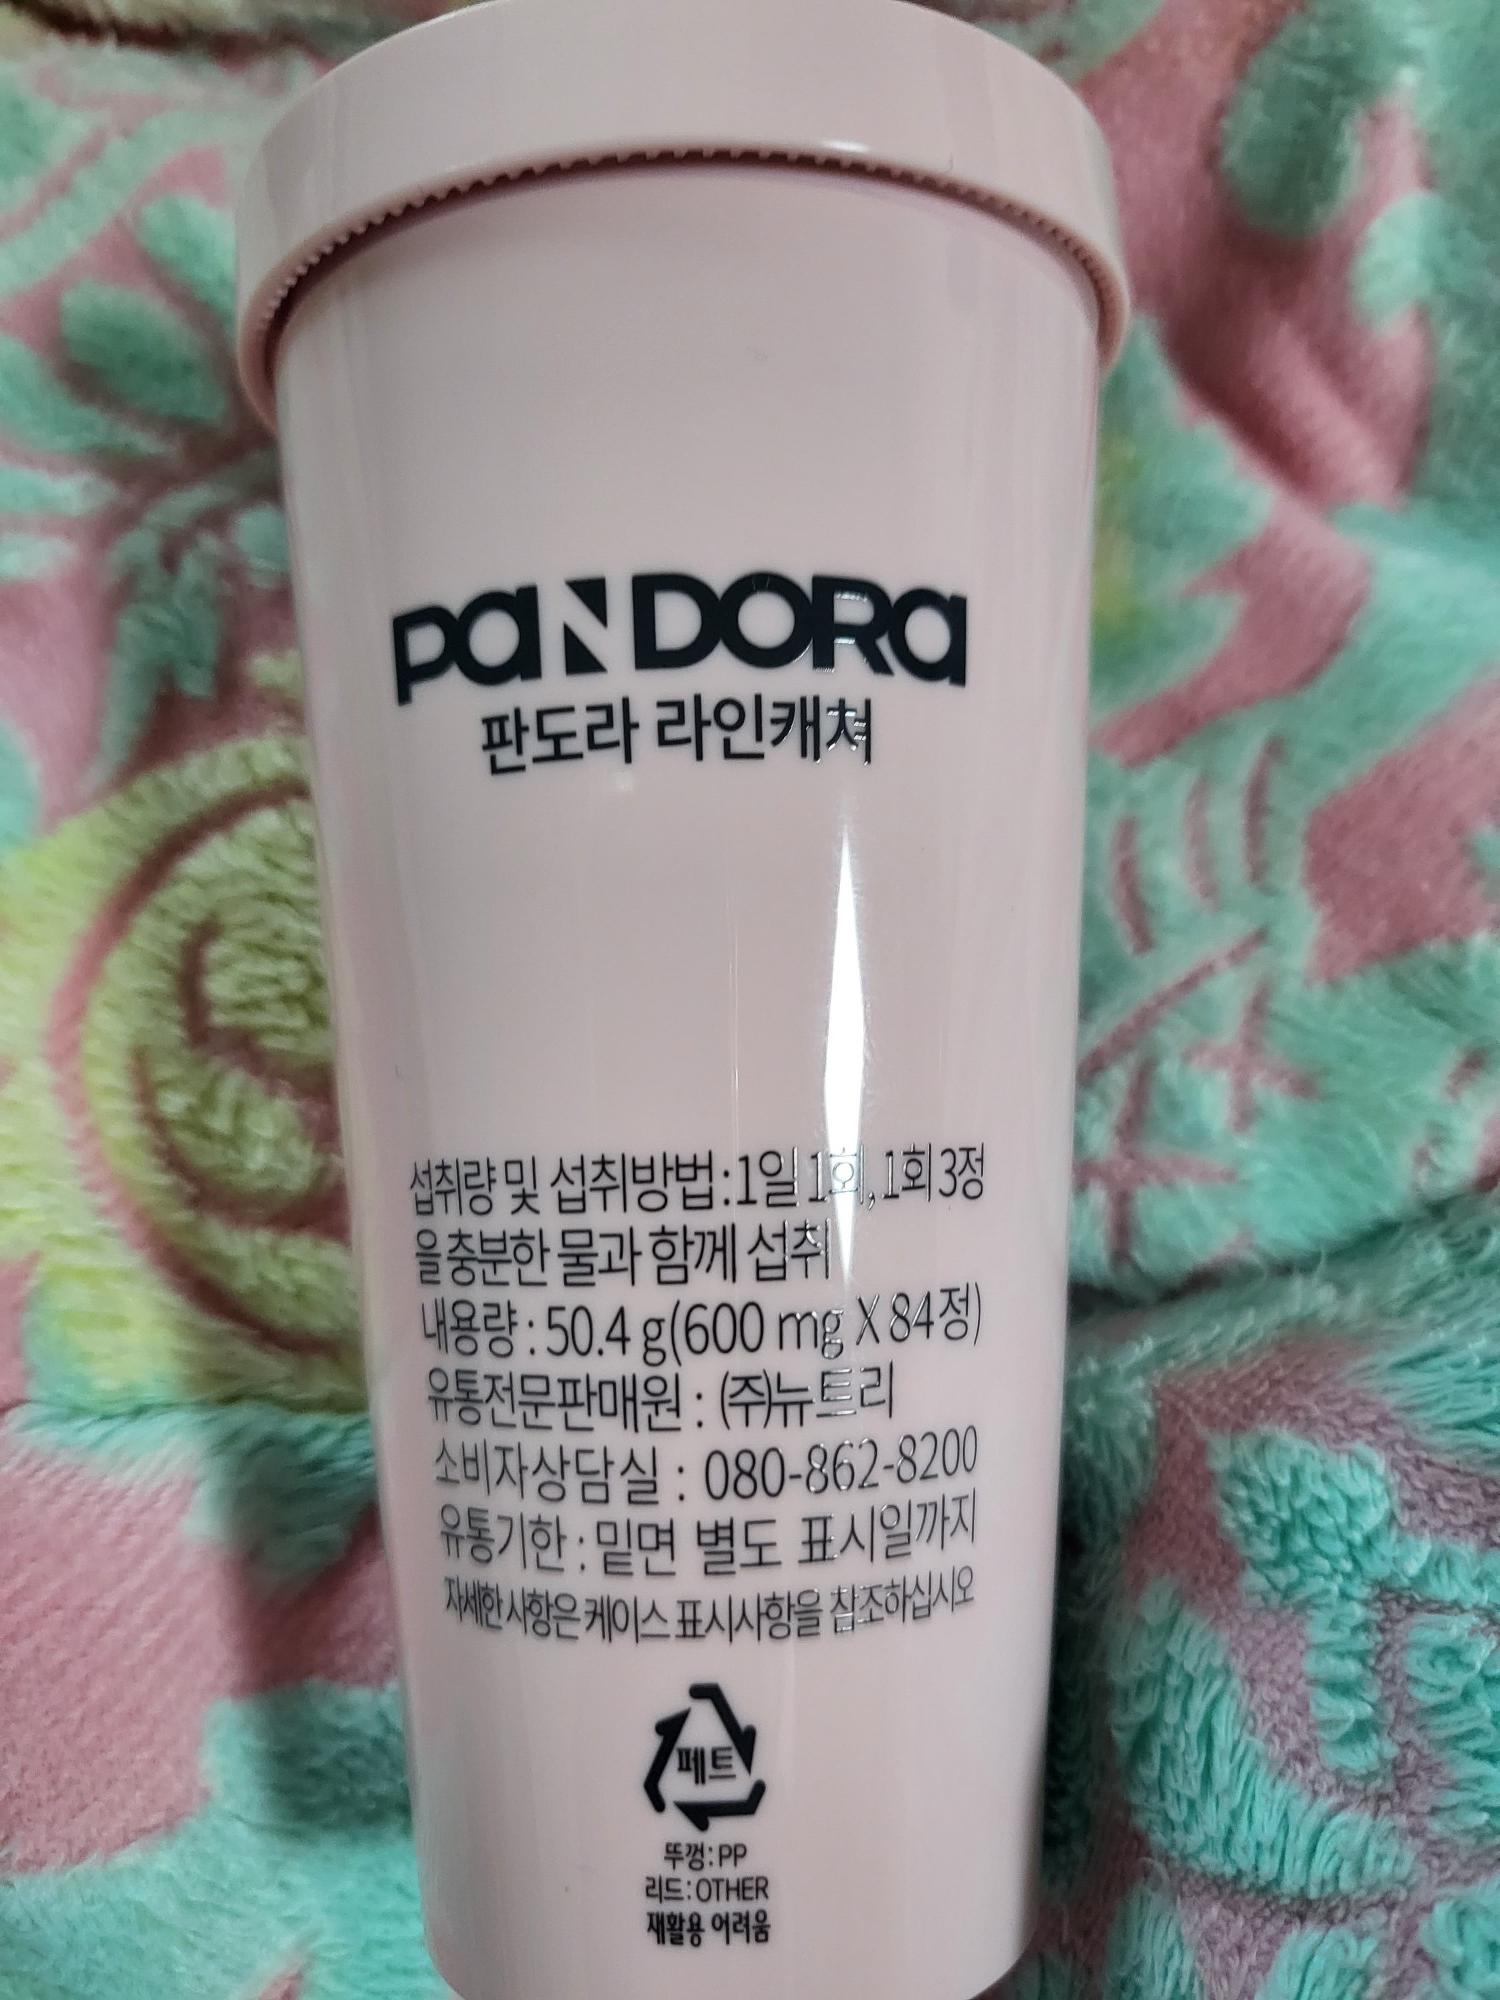 PANDORA
판도라 라인캐쳐
섭취량 및 섭취방법 : 1일 1회, 1회 3정
을 충분한 물과 함께 섭취
내용량 : 50.4 g(600 mg X 84정)
유통전문판매원 : (주)뉴트리
소비자상담실 : 080-862-8200
유통기한 : 밑면 별도 표시일까지
자세한 사항은 케이스 표시사항을 참조하십시오
페트
뚜껑:PP
리드:OTHER
재활용 어려움